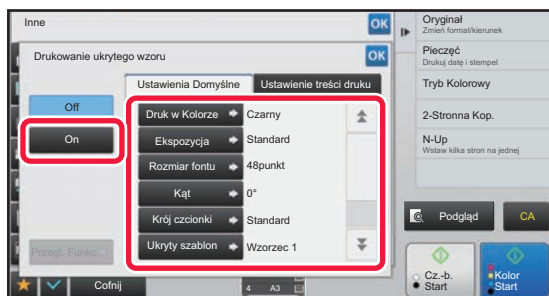 Inne
OK
Drukowanie ukrytego wzoru
OK
Ustawienia Domyślne
Ustawienie treści druku
Off
On
Druk w Kolorze
Czarny
Ekspozycja
Standard
Rozmiar fontu
48punkt
Kąt
0°
Krój czcionki
Standard
Ukryty szablon
Wzorzec 1
Przegl. Funkc.
Cofnij
4
A3
Oryginał
Zmień format/kierunek
Pieczęć
Drukuj datę i stempel
Tryb Kolorowy
2-Stronna Kop.
N-Up
Wstaw kilka stron na jednej
Podgląd
CA
Cz.-b.
Start
Kolor
Start